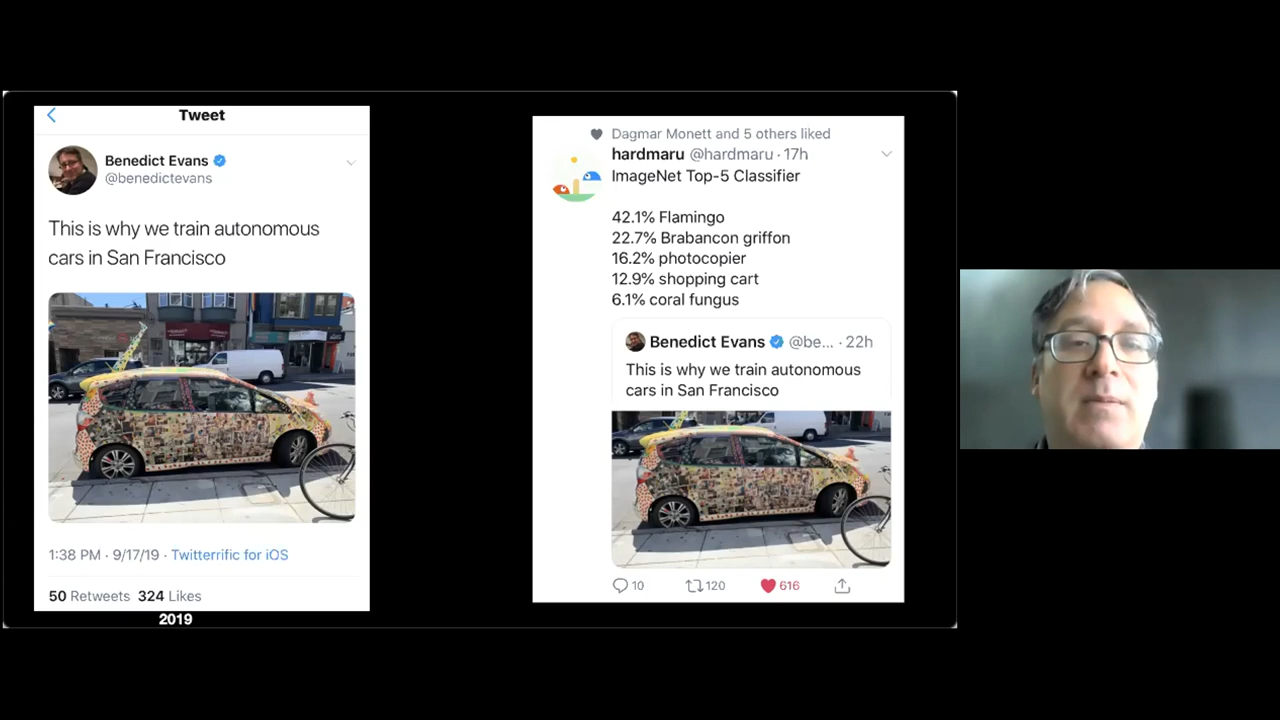 Tweet
Benedict Evans
@benedictevans
This is why we train autonomous
cars in San Francisco
1:38 PM · 9/17/19 · Twitterrific for iOS
50 Retweets 324 Likes
2019
Dagmar Monett and 5 others liked
hardmaru @hardmaru · 17h
ImageNet Top-5 Classifier
42.1% Flamingo
22.7% Brabancon griffon
16.2% photocopier
12.9% shopping cart
6.1% coral fungus
Benedict Evans @be... · 22h
This is why we train autonomous
cars in San Francisco
10 120 616